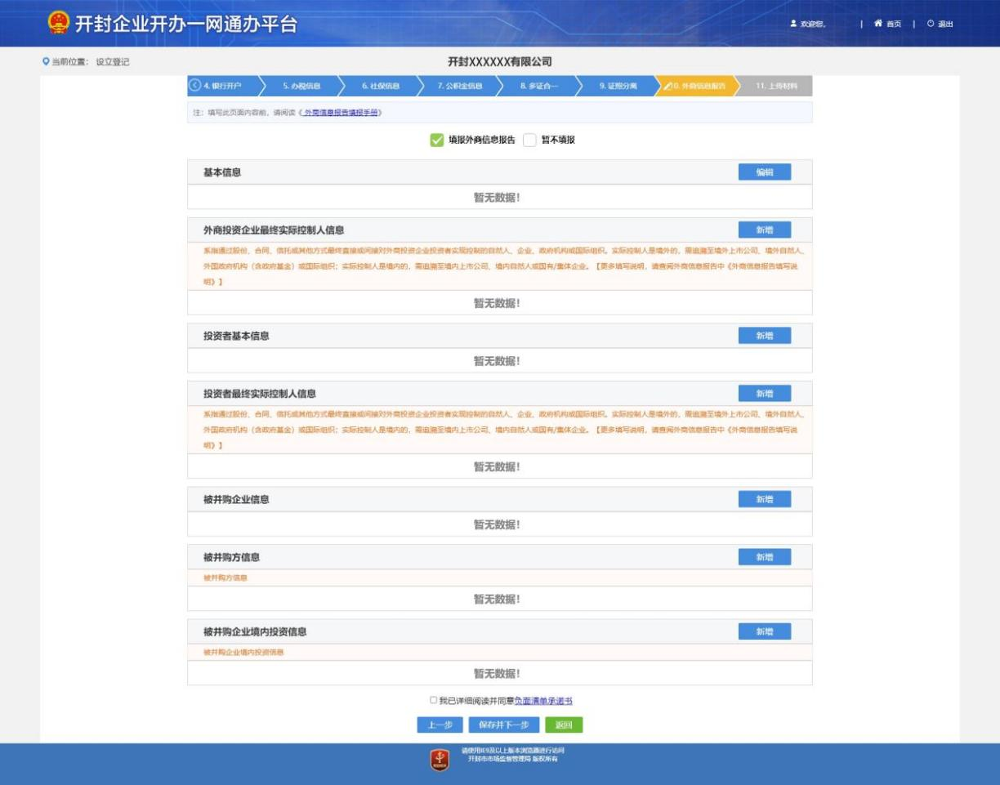 开封企业开办一网通办平台
欢迎您, | 首页 | 退出
当前位置: 设立登记
开封XXXXXX有限公司
4. 银行开户 5. 办税信息 6. 社保信息 7. 公积金信息 8. 多证合一 9. 证照分离 0. 外商信息报告 11. 上传材料
注: 填写此页面内容前, 请阅读《 外商信息报告填报手册》
填报外商信息报告 暂不填报
基本信息 编辑
暂无数据!
外商投资企业最终实际控制人信息 新增
系指通过股份、合同、信托或其他方式最终直接或间接对外商投资企业投资者实现控制的自然人、企业、政府机构或国际组织。实际控制人是境外的, 需追溯至境外上市公司、境外自然人、
外国政府机构 (含政府基金) 或国际组织; 实际控制人是境内的, 需追溯至境内上市公司、境内自然人或国有/集体企业。【更多填写说明, 请查阅外商信息报告中《外商信息报告填写说
明》】
暂无数据!
投资者基本信息 新增
暂无数据!
投资者最终实际控制人信息 新增
系指通过股份、合同、信托或其他方式最终直接或间接对外商投资企业投资者实现控制的自然人、企业、政府机构或国际组织。实际控制人是境外的, 需追溯至境外上市公司、境外自然人、
外国政府机构 (含政府基金) 或国际组织; 实际控制人是境内的, 需追溯至境内上市公司、境内自然人或国有/集体企业。【更多填写说明, 请查阅外商信息报告中《外商信息报告填写说
明》】
暂无数据!
被并购企业信息 新增
暂无数据!
被并购方信息 新增
被并购方信息
暂无数据!
被并购企业境内投资信息 新增
被并购企业境内投资信息
暂无数据!
我已详细阅读并同意负面清单承诺书
上一步 保存并下一步 返回
请使用IE9及以上版本浏览器进行访问
开封市市场监督管理局 版权所有